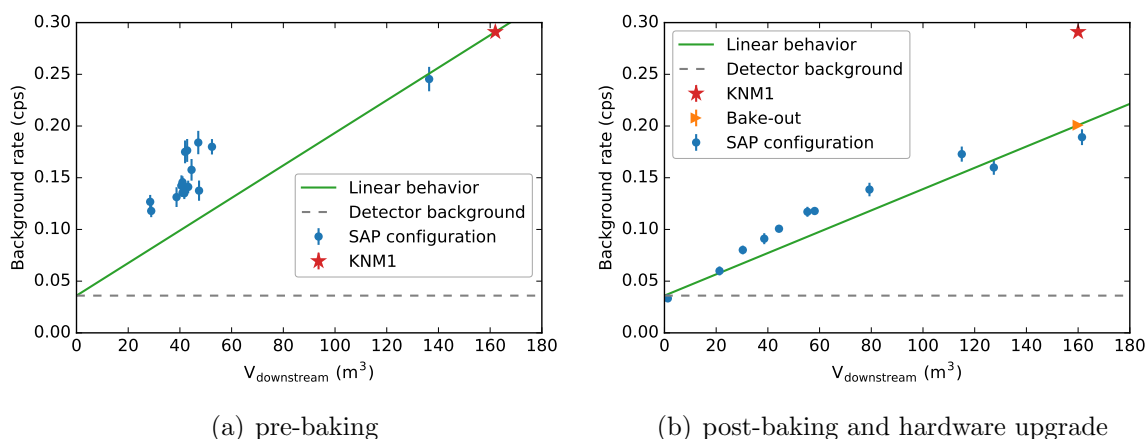 0.30
0.25
0.20
0.15
0.10
0.05
0.00
Background rate (cps)
Linear behavior
Detector background
SAP configuration
KNM1
0 20 40 60 80 100 120 140 160 180
V_downstream (m³)
(a) pre-baking
0.30
0.25
0.20
0.15
0.10
0.05
0.00
Background rate (cps)
Linear behavior
Detector background
KNM1
Bake-out
SAP configuration
0 20 40 60 80 100 120 140 160 180
V_downstream (m³)
(b) post-baking and hardware upgrade